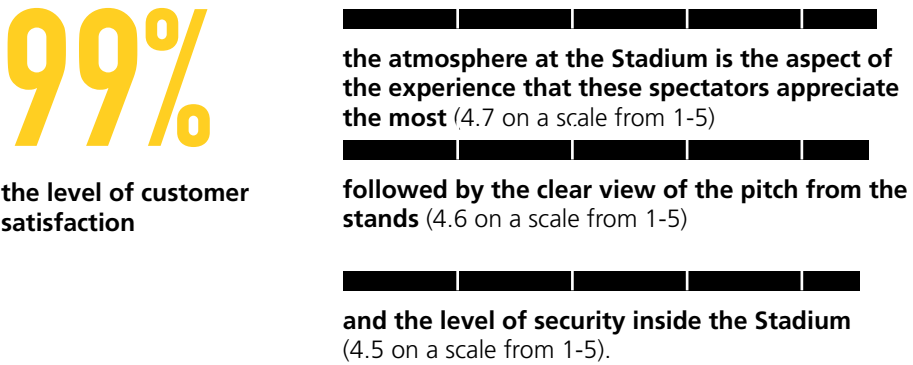 99%
the level of customer
satisfaction
the atmosphere at the Stadium is the aspect of
the experience that these spectators appreciate
the most (4.7 on a scale from 1-5)
followed by the clear view of the pitch from the
stands (4.6 on a scale from 1-5)
and the level of security inside the Stadium
(4.5 on a scale from 1-5).